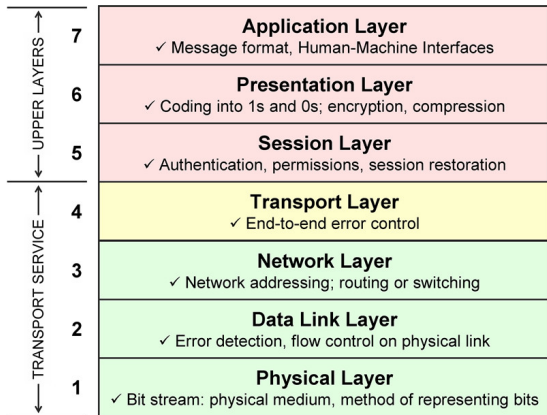 UPPER LAYERS
7
Application Layer
✓ Message format, Human-Machine Interfaces
6
Presentation Layer
✓ Coding into 1s and 0s; encryption, compression
5
Session Layer
✓ Authentication, permissions, session restoration
TRANSPORT SERVICE
4
Transport Layer
✓ End-to-end error control
3
Network Layer
✓ Network addressing; routing or switching
2
Data Link Layer
✓ Error detection, flow control on physical link
1
Physical Layer
✓ Bit stream: physical medium, method of representing bits